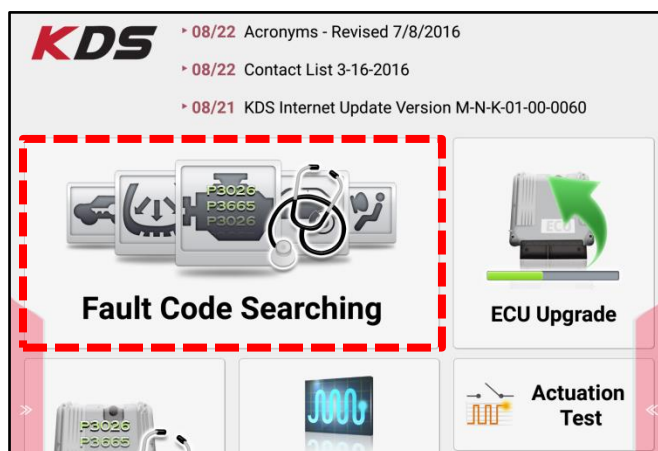 KDS
08/22 Acronyms - Revised 7/8/2016
08/22 Contact List 3-16-2016
08/21 KDS Internet Update Version M-N-K-01-00-0060
P3026
P3665
P3026
Fault Code Searching
ECU
ECU Upgrade
P3026
P3665
Actuation
Test